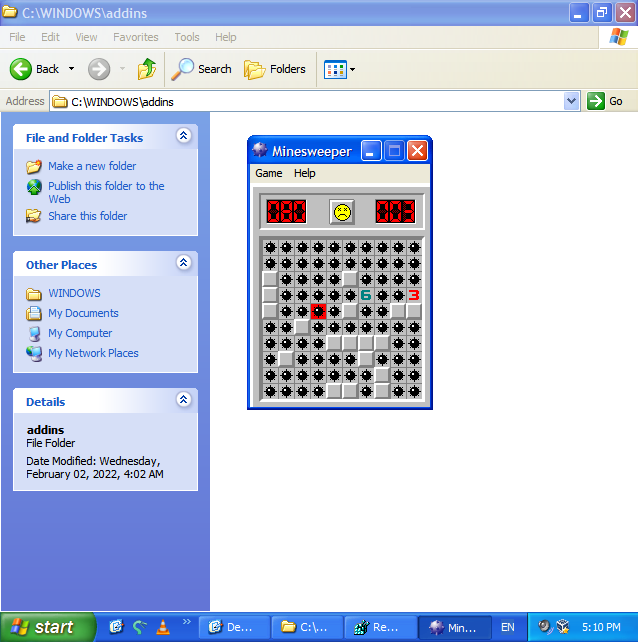 C:\WINDOWS\addins
File Edit View Favorites Tools Help
Back Search Folders
Address C:\WINDOWS\addins Go
File and Folder Tasks
Make a new folder
Publish this folder to the
Web
Share this folder
Other Places
WINDOWS
My Documents
My Computer
My Network Places
Details
addins
File Folder
Date Modified: Wednesday,
February 02, 2022, 4:02 AM
Minesweeper
Game Help
080 003
6 3
start De... C:\... Re... Min... EN 5:10 PM